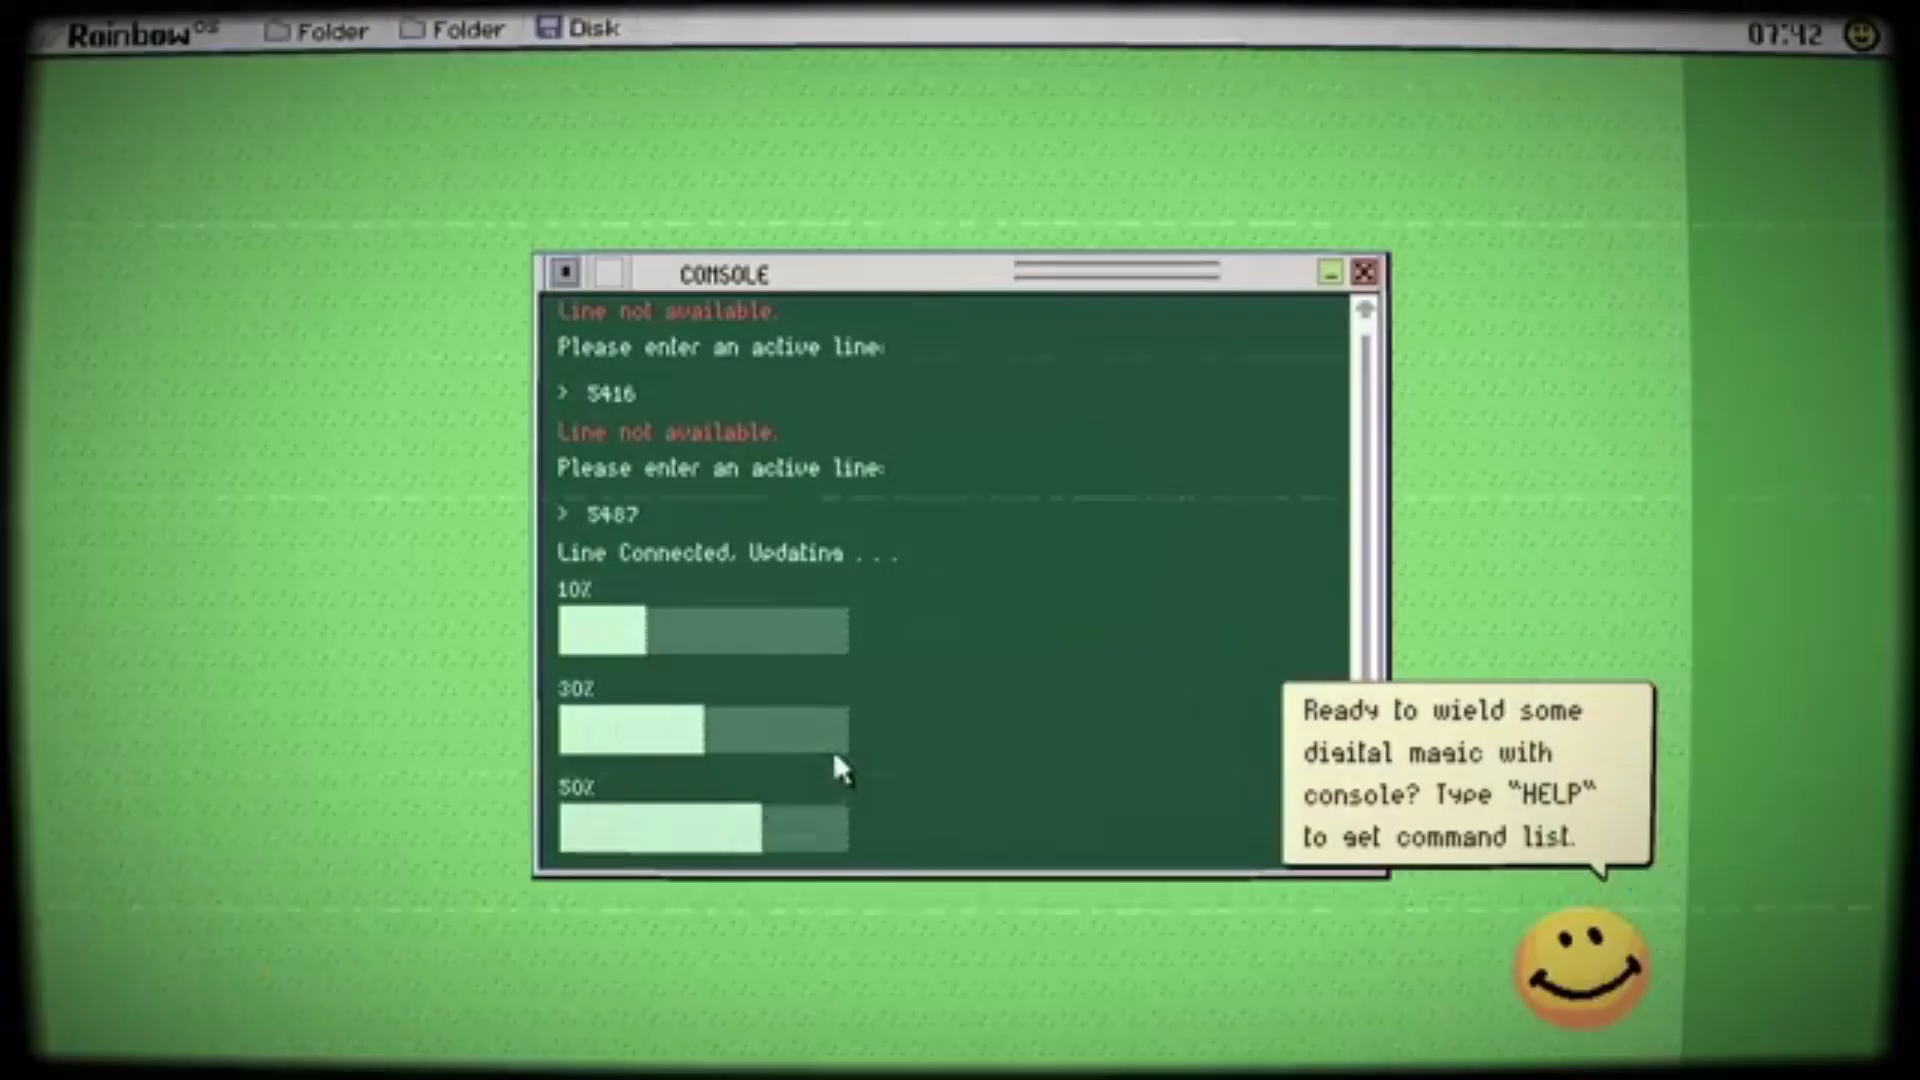 RainbowOS Folder Folder Disk 07:42
CONSOLE
Line not available.
Please enter an active line:
> 5416
Line not available.
Please enter an active line:
> 5487
Line Connected, Updating ...
10%
30%
50%
Ready to wield some
digital magic with
console? Type "HELP"
to get command list.